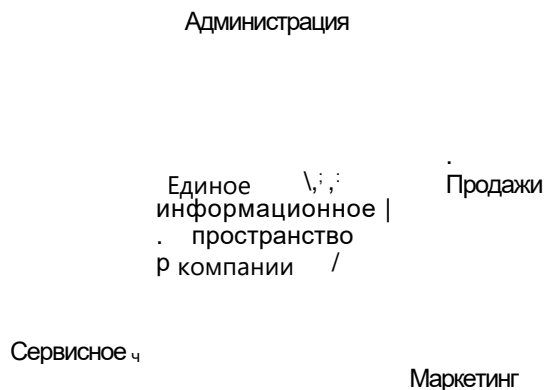 Администрация
.
Единое \,; ,:
Продажи
информационное |
. пространство
р компании /
Сервисное ч
Маркетинг